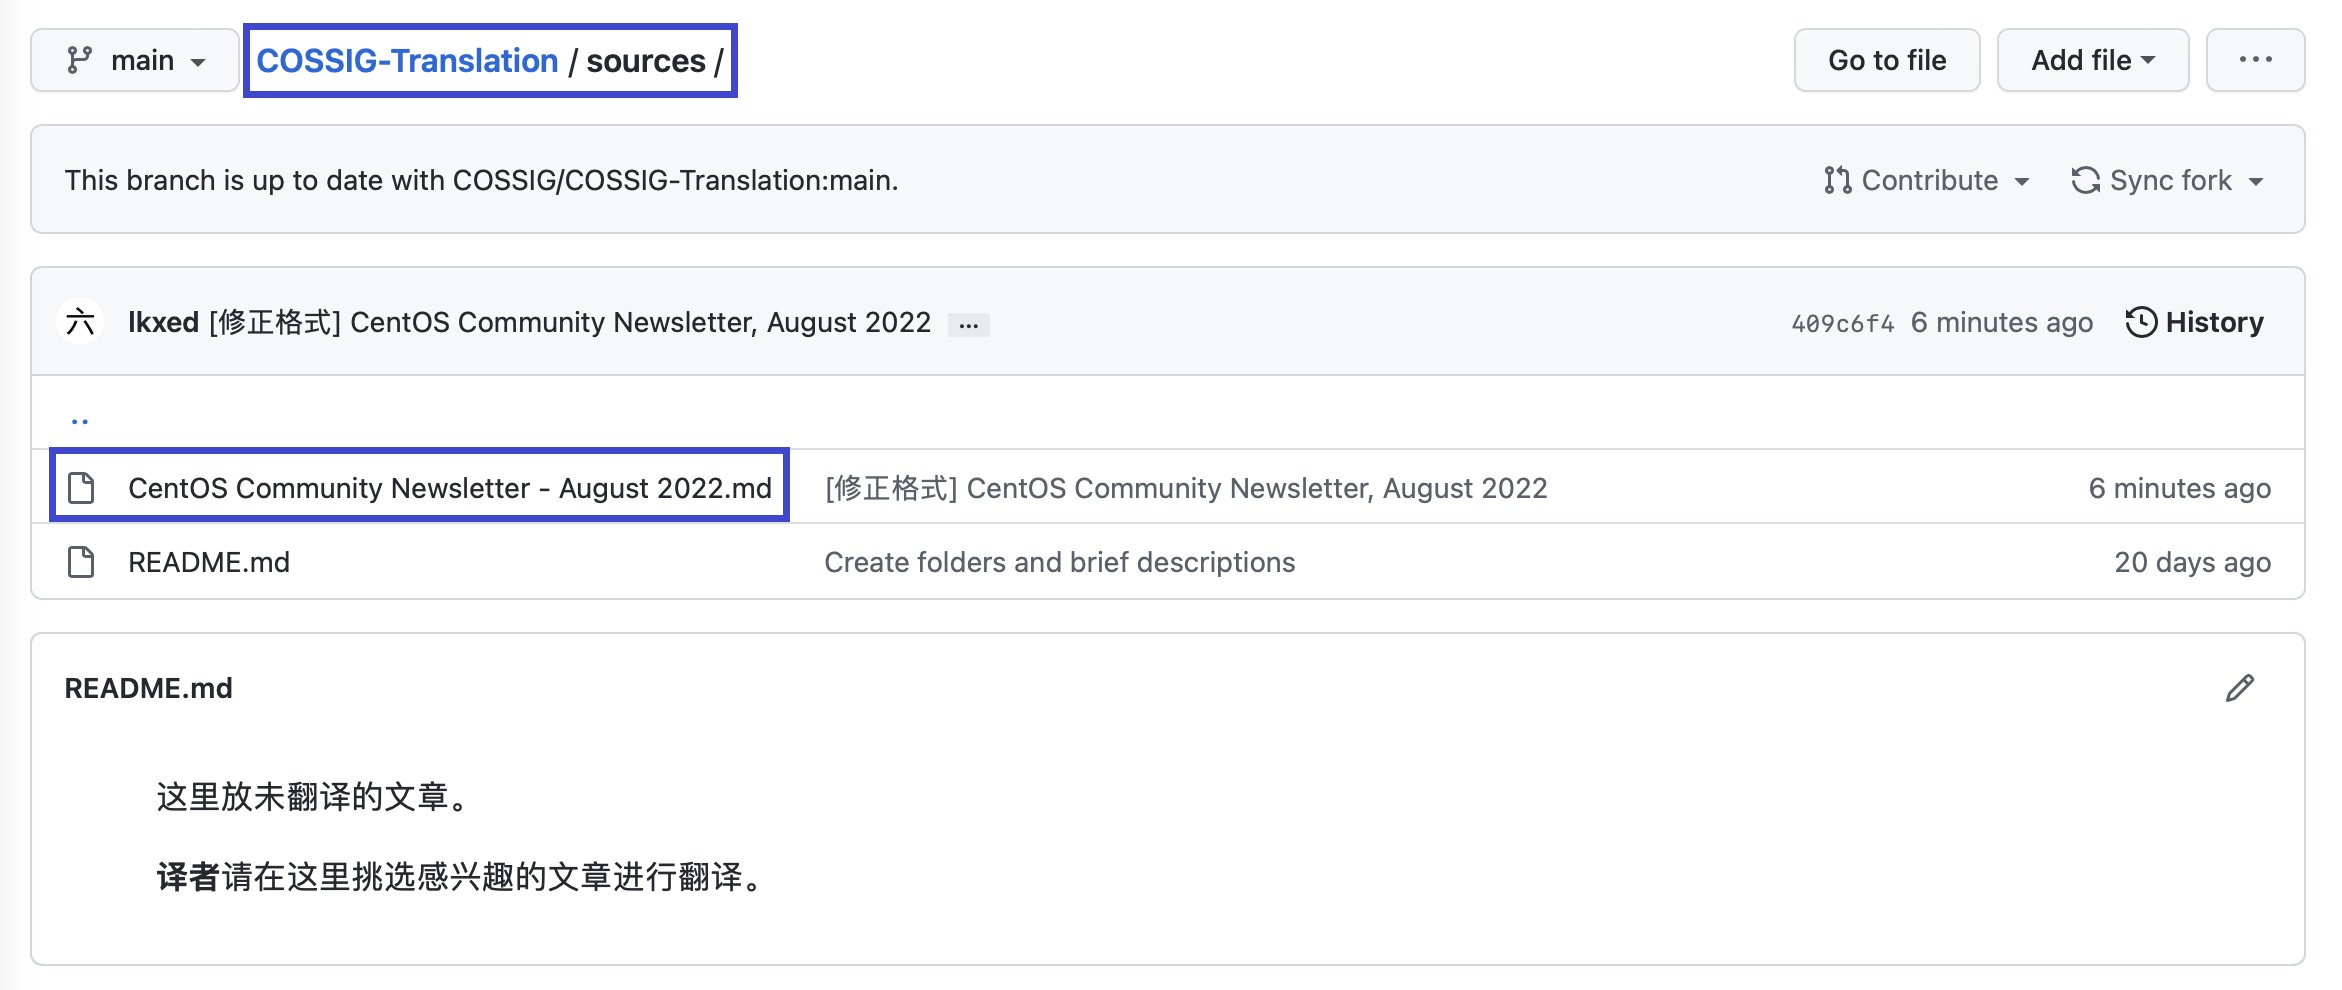 main COSSIG-Translation / sources / Go to file Add file ···
This branch is up to date with COSSIG/COSSIG-Translation:main. Contribute Sync fork
六 lkxed [修正格式] CentOS Community Newsletter, August 2022 ... 409c6f4 6 minutes ago History
..
CentOS Community Newsletter - August 2022.md [修正格式] CentOS Community Newsletter, August 2022 6 minutes ago
README.md Create folders and brief descriptions 20 days ago
README.md
这里放未翻译的文章。
译者请在这里挑选感兴趣的文章进行翻译。